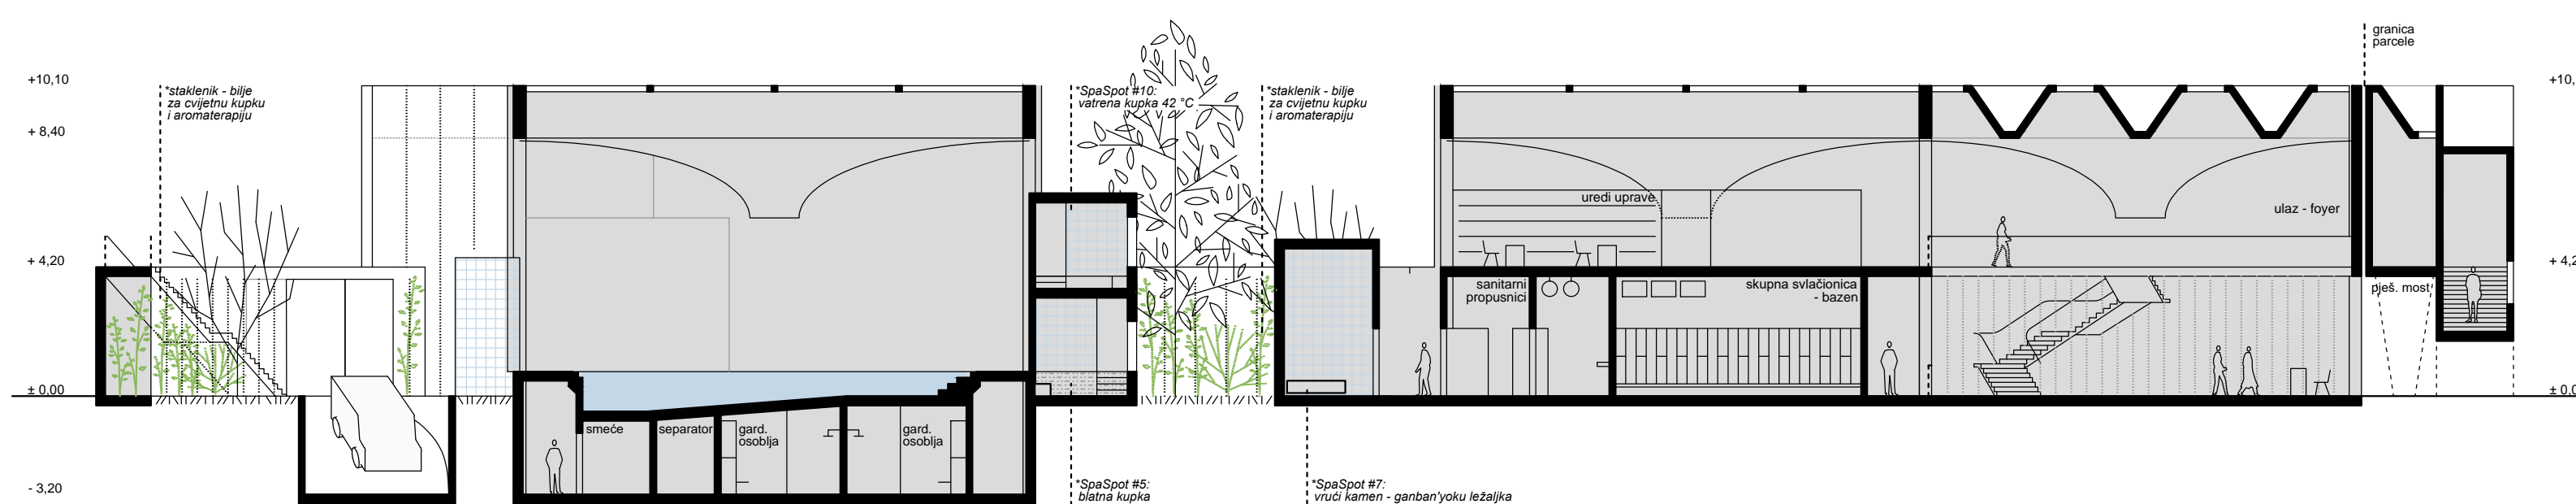 granica
parcele
+10,10
+10,
*staklenik - bilje
za cvijetnu kupku
i aromaterapiju
*SpaSpot #10:
vatrena kupka 42 °C
*staklenik - bilje
za cvijetnu kupku
i aromaterapiju
+ 8,40
uredi uprave
ulaz - foyer
+ 4,20
+ 4,2
sanitarni
propusnici
skupna svlačionica
- bazen
pješ. most
± 0,00
± 0,0
smeće
separator
gard.
osoblja
gard.
osoblja
- 3,20
*SpaSpot #5:
blatna kupka
*SpaSpot #7:
vrući kamen - ganban'yoku ležaljka